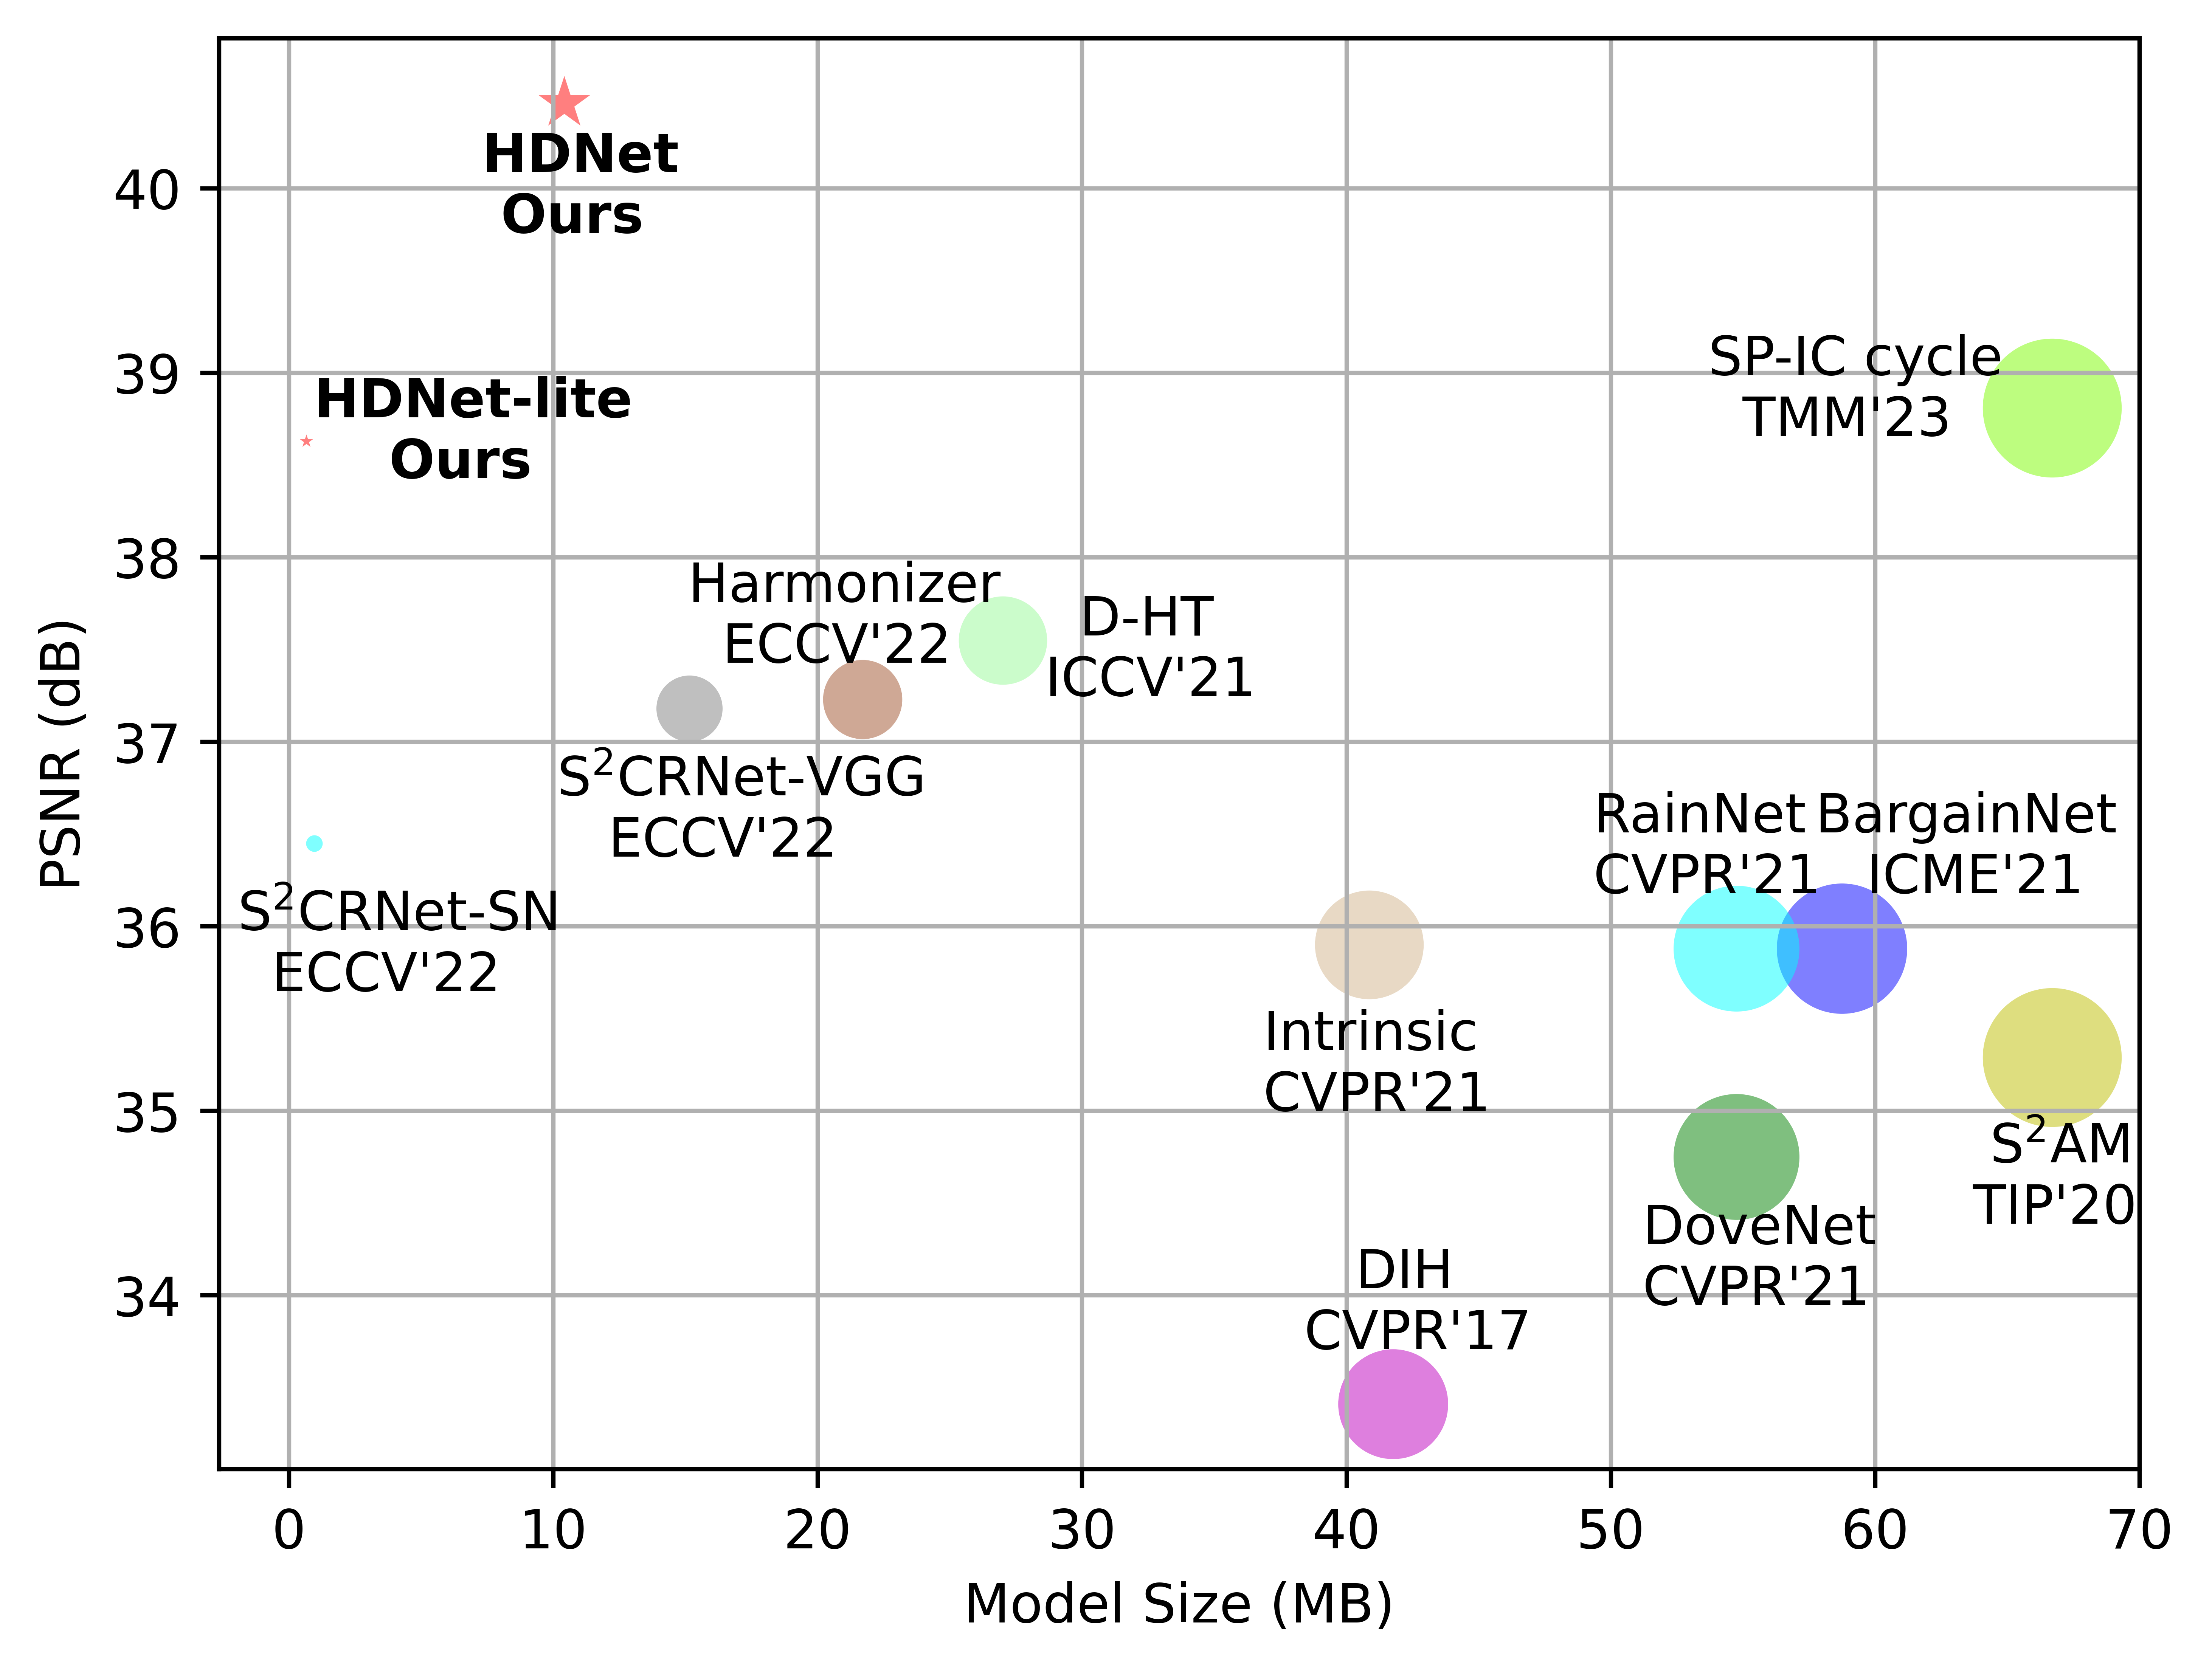 HDNet
Ours
40
SP-IC cycle
TMM'23
39
HDNet-lite
Ours
38
Harmonizer
ECCV'22
D-HT
ICCV'21
37
S²CRNet-VGG
ECCV'22
RainNet
CVPR'21
BargainNet
ICME'21
36
S²CRNet-SN
ECCV'22
Intrinsic
CVPR'21
35
S²AM
TIP'20
DoveNet
CVPR'21
34
DIH
CVPR'17
PSNR (dB)
0 10 20 30 40 50 60 70
Model Size (MB)